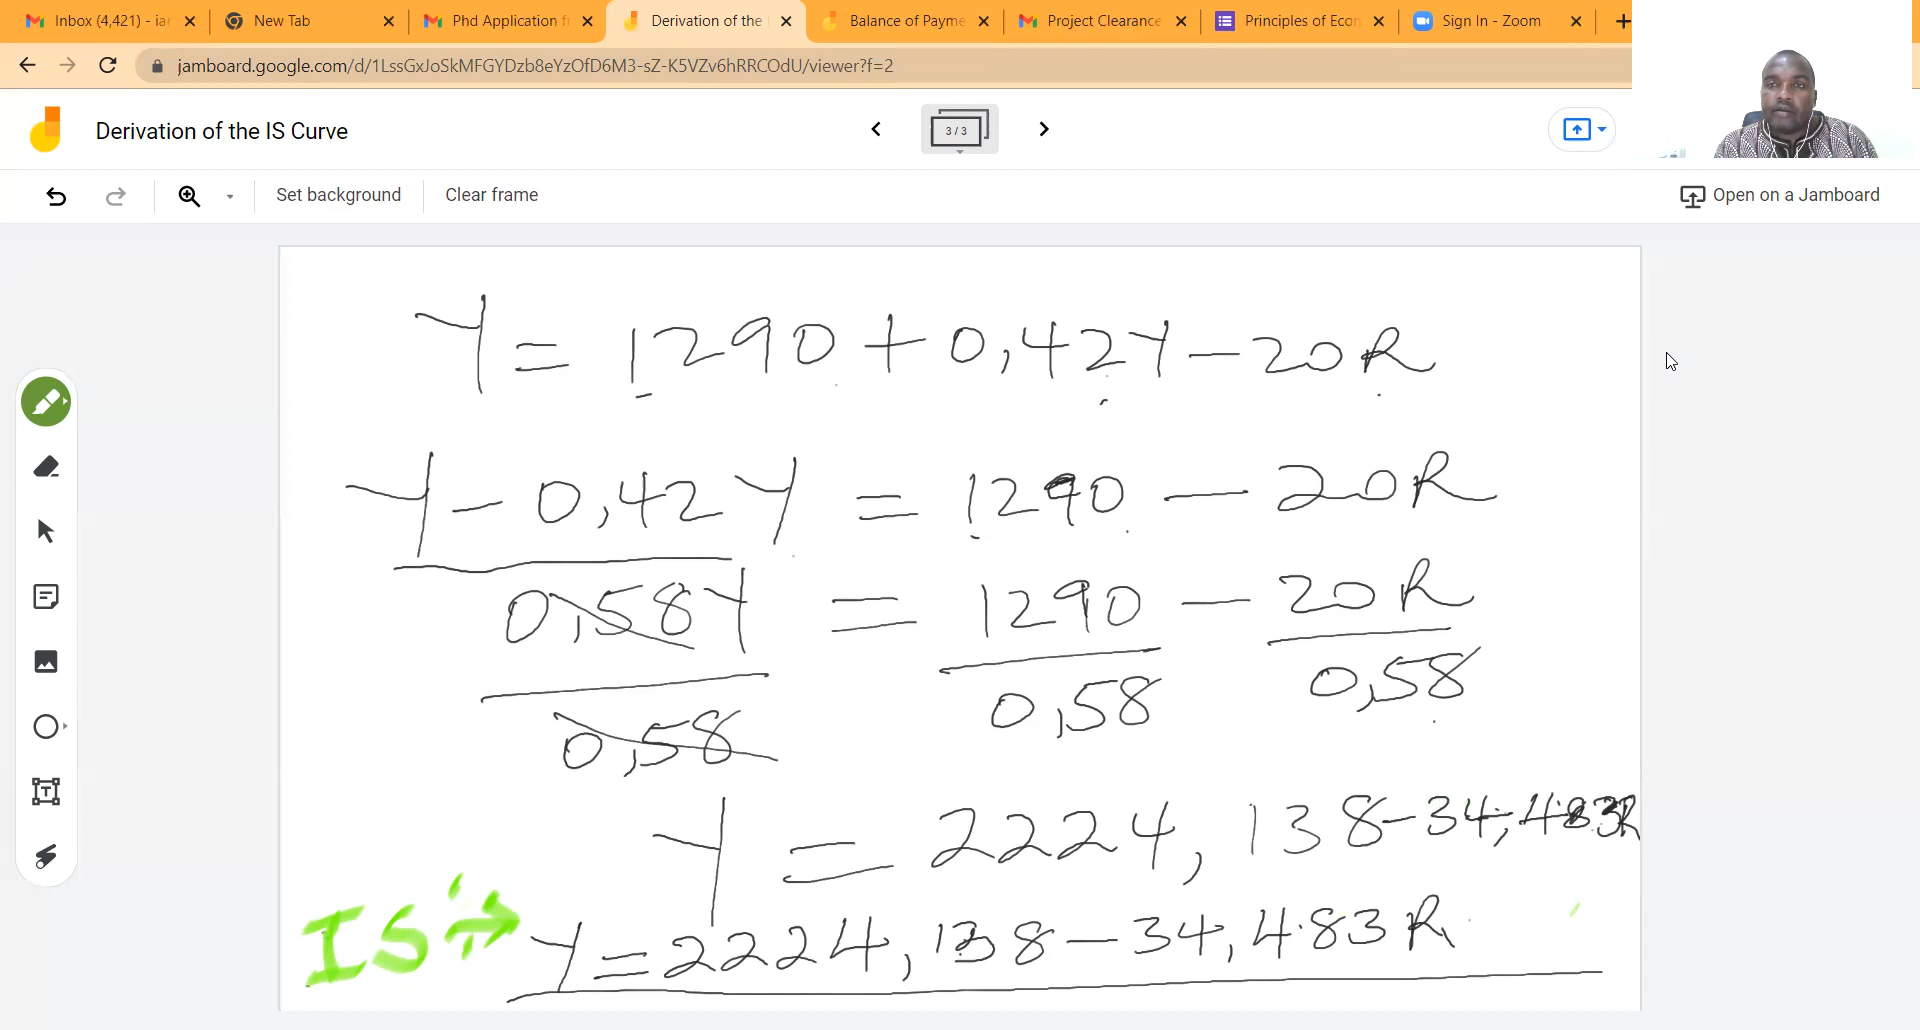 Inbox (4,421) - iar
New Tab
Phd Application f
Derivation of the
Balance of Payme
Project Clearance
Principles of Econ
Sign In - Zoom
jamboard.google.com/d/1LssGxJoSkMFGYDzb8eYzOfD6M3-sZ-K5VZv6hRRCOdU/viewer?f=2
Derivation of the IS Curve
3 / 3
Set background
Clear frame
Open on a Jamboard
Y = 1290 + 0,42Y - 20R
Y - 0,42Y = 1290 - 20R
0,58Y = 1290 - 20R
0,58 0,58 0,58
Y = 2224,138 - 34,483R
IS ⇒ Y = 2224,138 - 34,483R